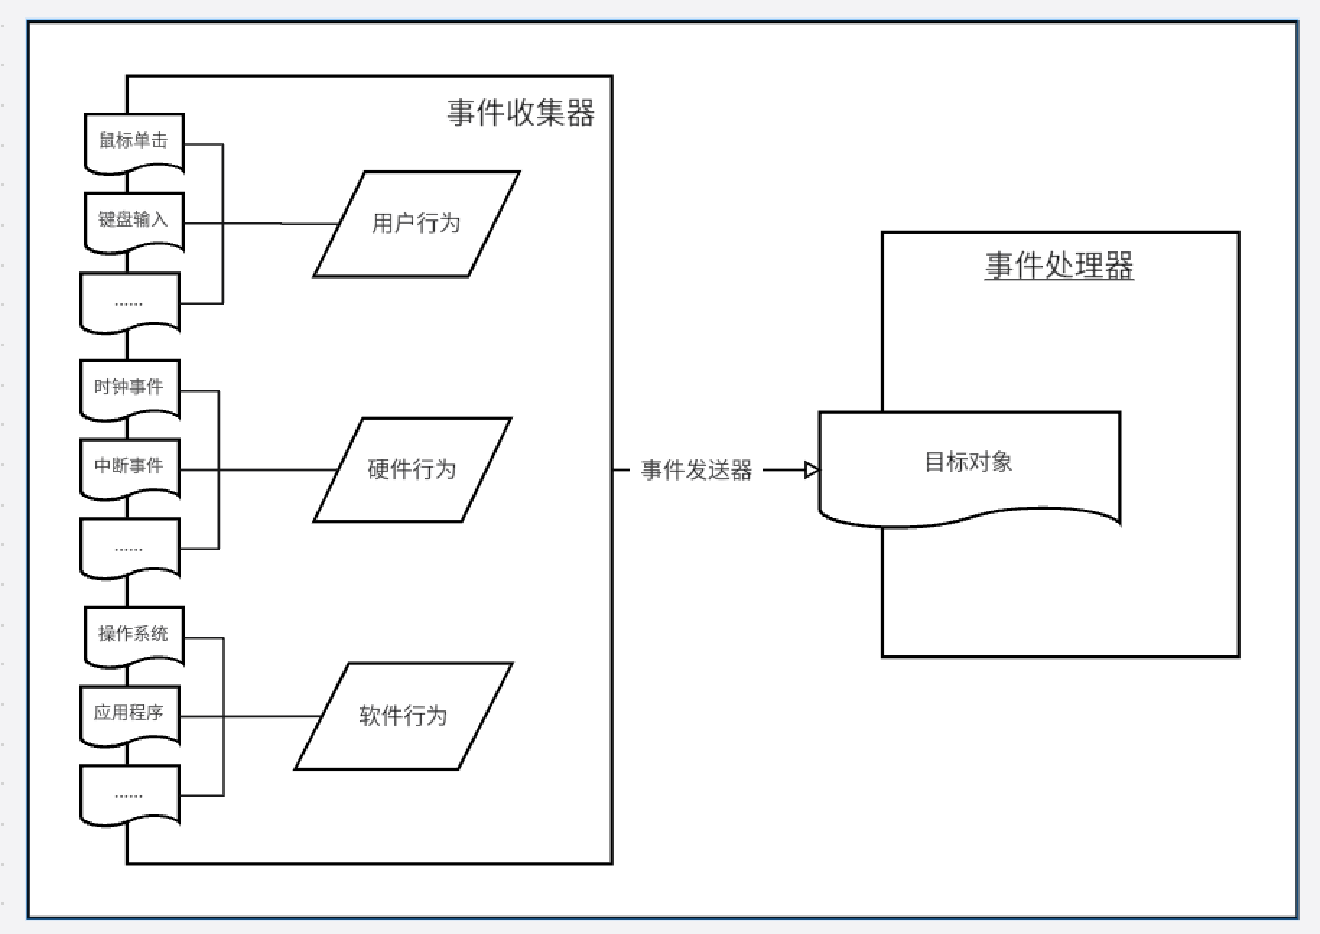 事件收集器
鼠标单击
键盘输入
……
用户行为
时钟事件
中断事件
……
硬件行为
操作系统
应用程序
……
软件行为
事件发送器
事件处理器
目标对象